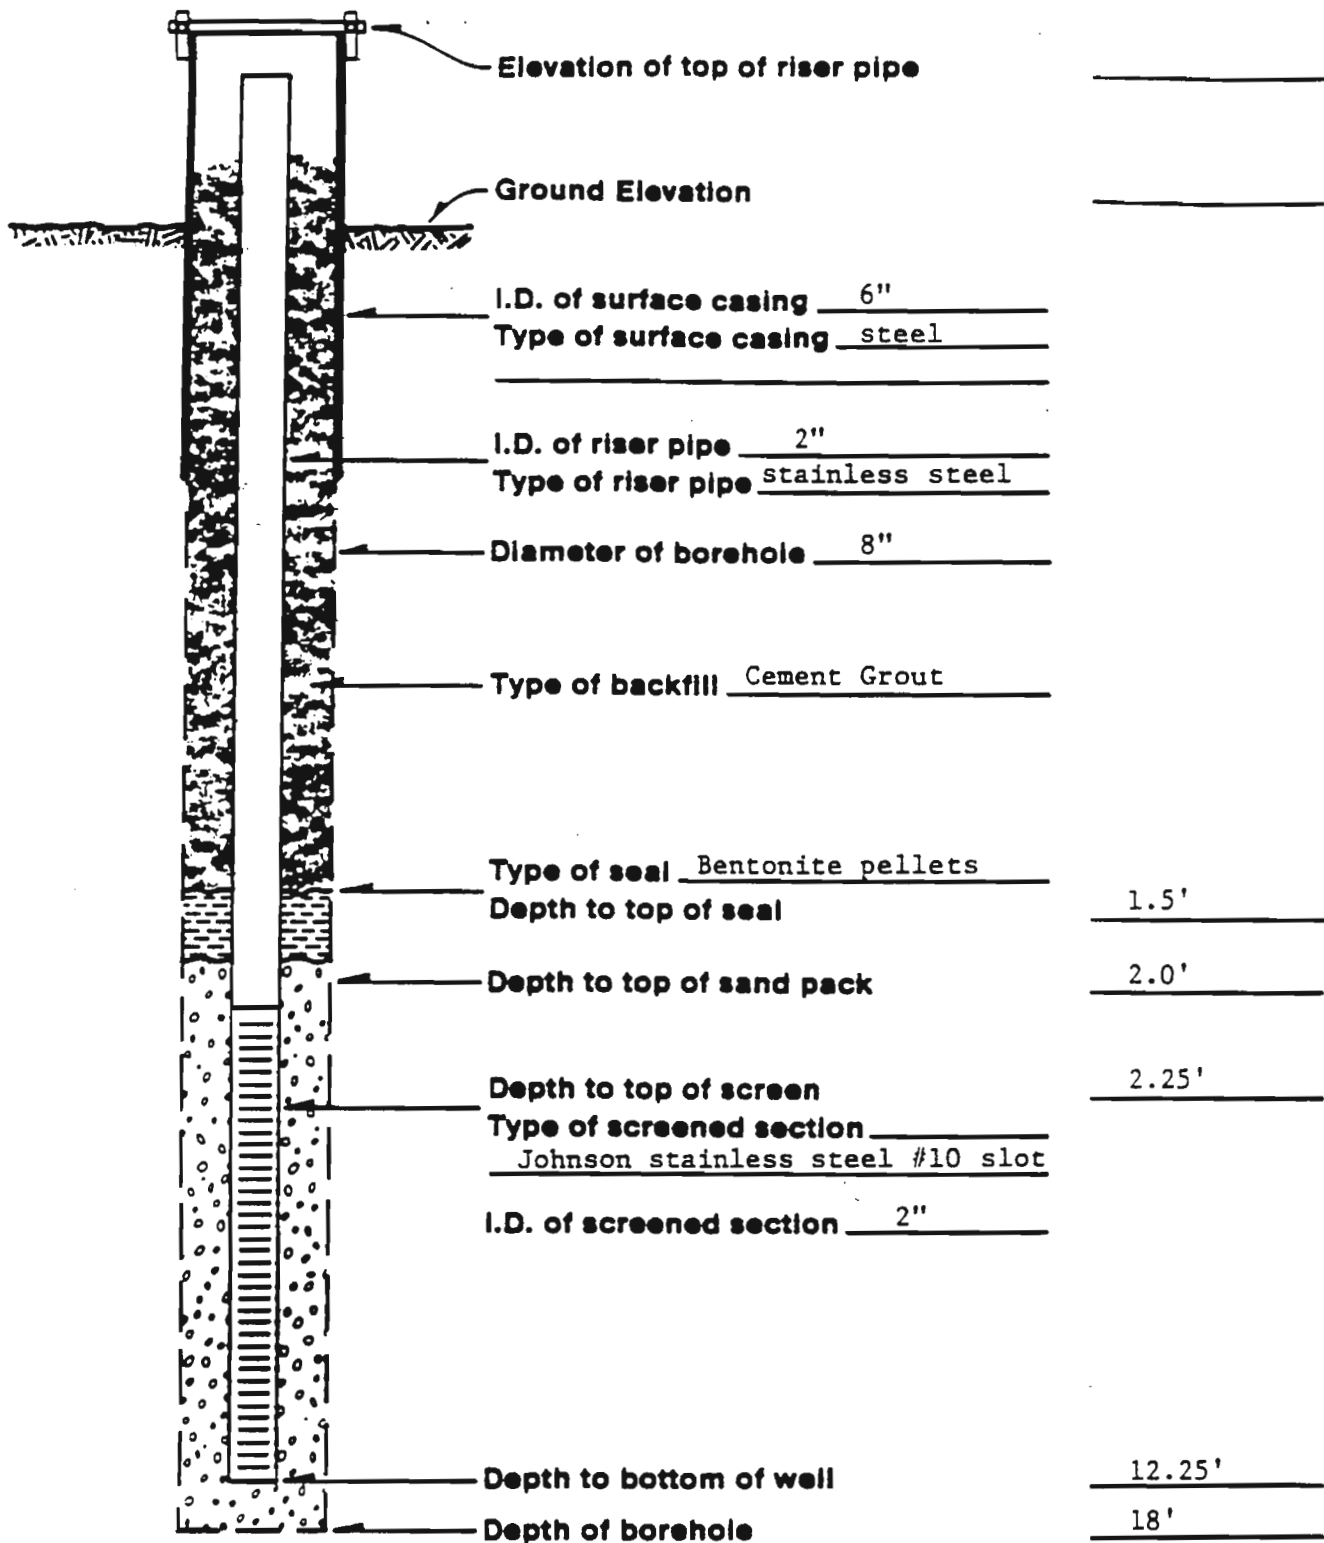 Elevation of top of riser pipe
Ground Elevation
I.D. of surface casing 6"
Type of surface casing steel
I.D. of riser pipe 2"
Type of riser pipe stainless steel
Diameter of borehole 8"
Type of backfill Cement Grout
Type of seal Bentonite pellets
Depth to top of seal 1.5'
Depth to top of sand pack 2.0'
Depth to top of screen 2.25'
Type of screened section
Johnson stainless steel #10 slot
I.D. of screened section 2"
Depth to bottom of well 12.25'
Depth of borehole 18'